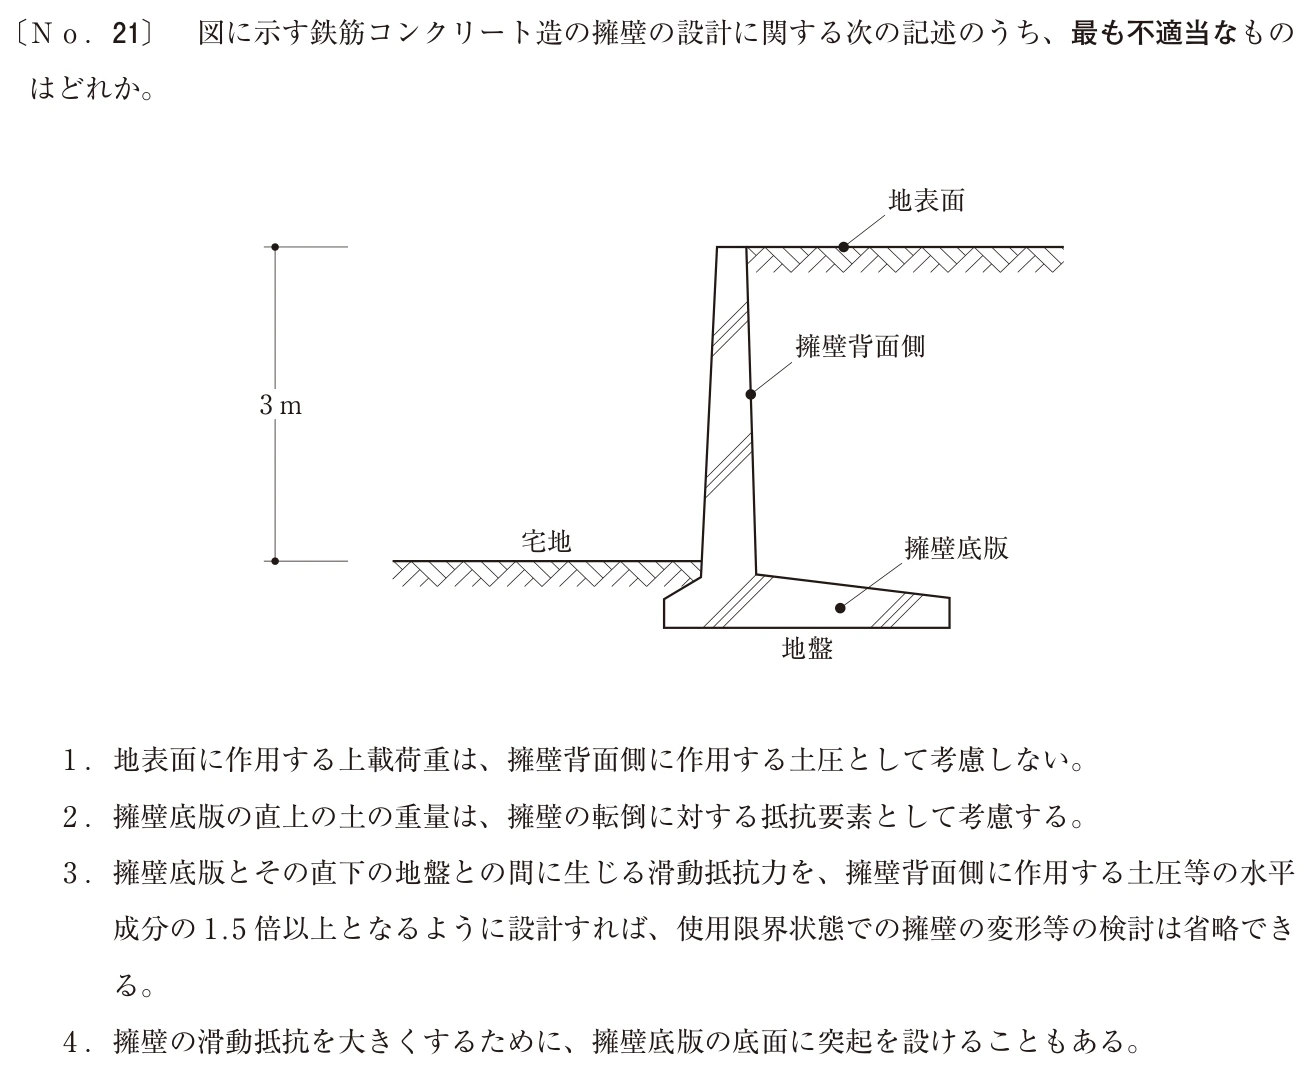 〔Ｎｏ．21〕　図に示す鉄筋コンクリート造の擁壁の設計に関する次の記述のうち、最も不適当なもの
はどれか。
地表面
擁壁背面側
3 m
宅地
擁壁底版
地盤
1．地表面に作用する上載荷重は、擁壁背面側に作用する土圧として考慮しない。
2．擁壁底版の直上の土の重量は、擁壁の転倒に対する抵抗要素として考慮する。
3．擁壁底版とその直下の地盤との間に生じる滑動抵抗力を、擁壁背面側に作用する土圧等の水平
成分の 1.5 倍以上となるように設計すれば、使用限界状態での擁壁の変形等の検討は省略でき
る。
4．擁壁の滑動抵抗を大きくするために、擁壁底版の底面に突起を設けることもある。